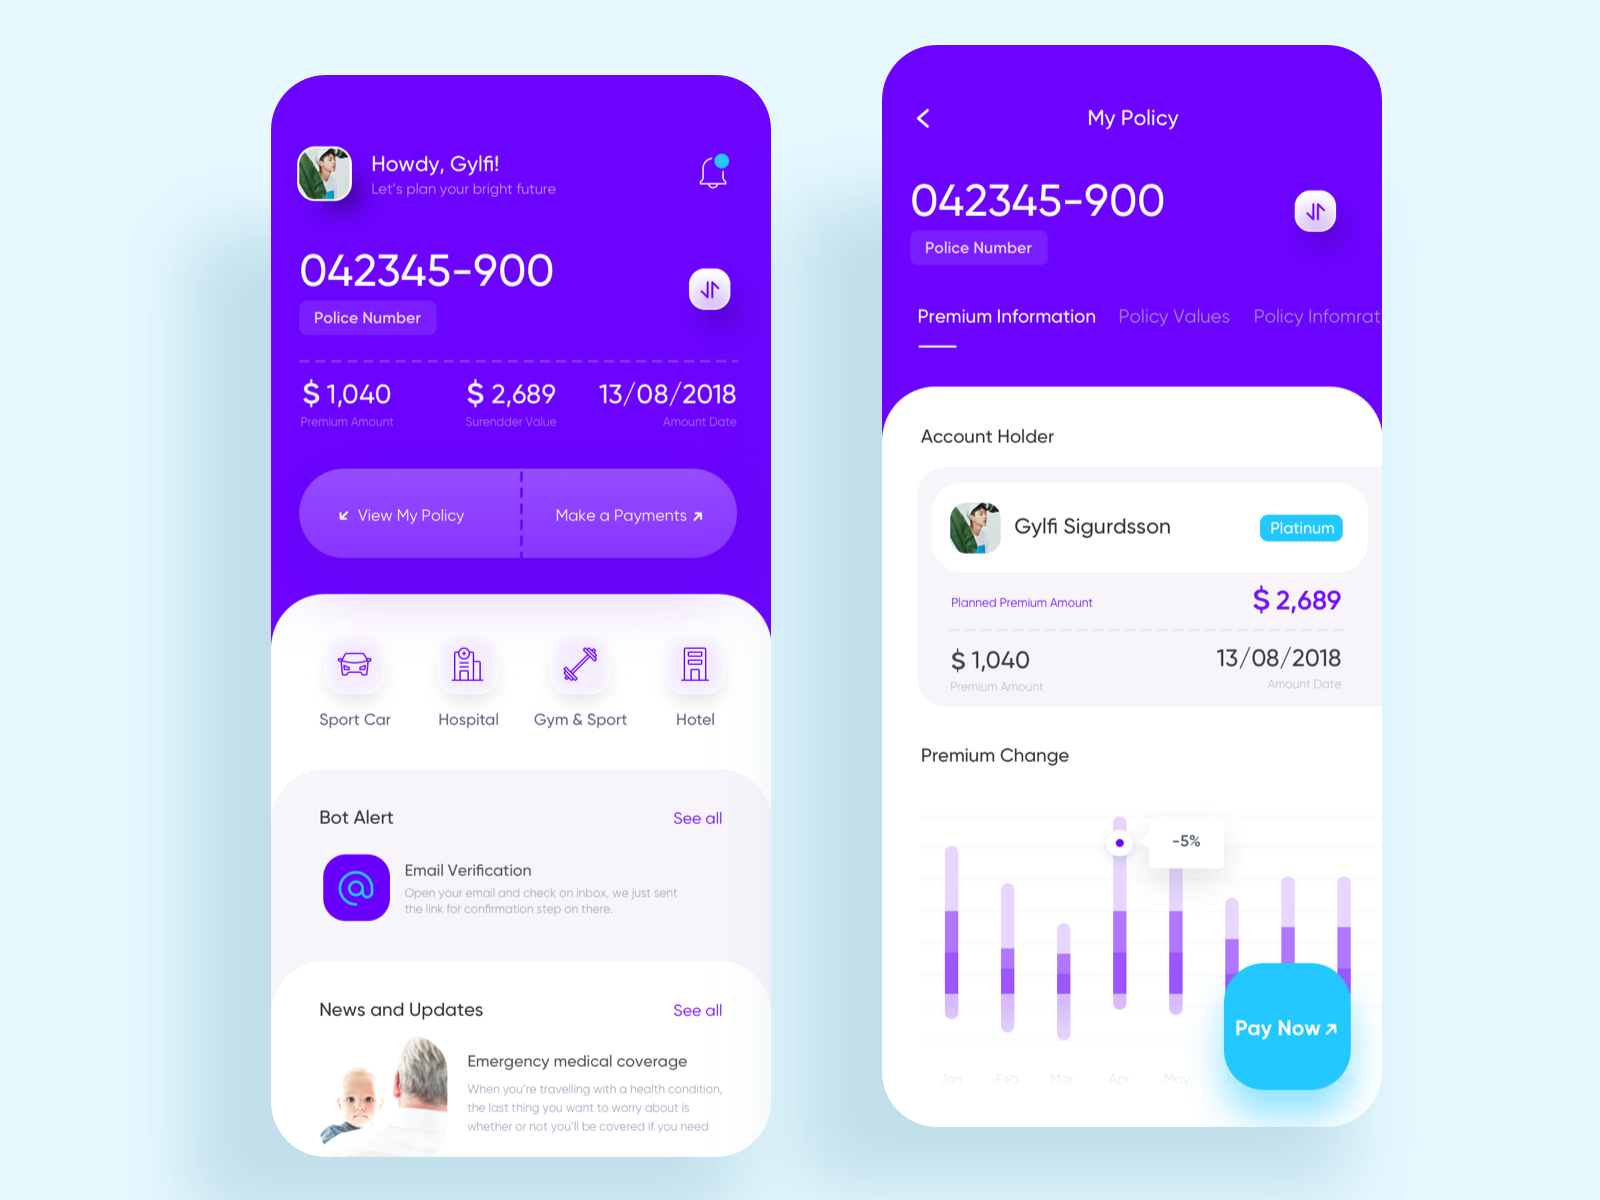 Howdy, Gylfi!
Let's plan your bright future
042345-900
Police Number
$ 1,040
Premium Amount
$ 2,689
Surendder Value
13/08/2018
Amount Date
View My Policy
Make a Payments
Sport Car
Hospital
Gym & Sport
Hotel
Bot Alert
See all
Email Verification
Open your email and check on inbox, we just sent
the link for confirmation step on there.
News and Updates
See all
Emergency medical coverage
When you're travelling with a health condition,
the last thing you want to worry about is
whether or not you'll be covered if you need
My Policy
042345-900
Police Number
Premium Information
Policy Values
Policy Infomrat
Account Holder
Gylfi Sigurdsson
Platinum
Planned Premium Amount
$ 2,689
$ 1,040
Premium Amount
13/08/2018
Amount Date
Premium Change
-5%
Jan
Feb
Mar
Apr
May
Pay Now